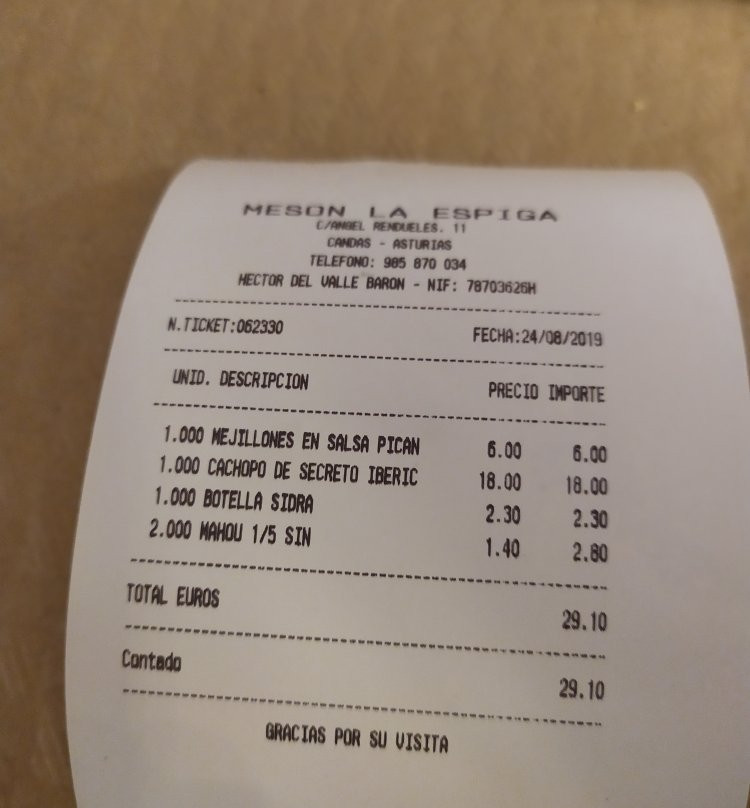 MESON LA ESPIGA
C/ANGEL RENDUELES. 11
CANDAS - ASTURIAS
TELEFONO: 985 870 034
HECTOR DEL VALLE BARON - NIF: 78703626H
N.TICKET:062330 FECHA:24/08/2019
UNID. DESCRIPCION PRECIO IMPORTE
1.000 MEJILLONES EN SALSA PICAN 6.00 6.00
1.000 CACHOPO DE SECRETO IBERIC 18.00 18.00
1.000 BOTELLA SIDRA 2.30 2.30
2.000 MAHOU 1/5 SIN 1.40 2.80
TOTAL EUROS 29.10
Contado 29.10
GRACIAS POR SU VISITA